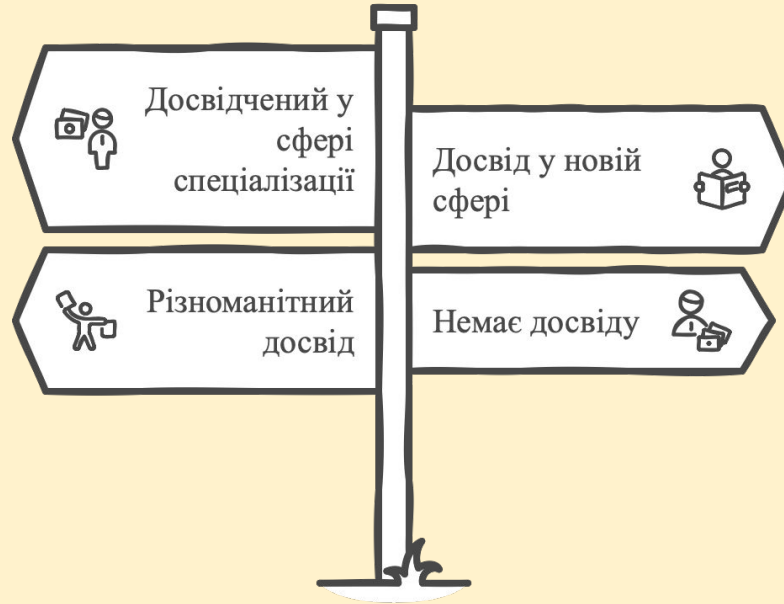 Досвідчений у
сфері
спеціалізації
Досвід у новій
сфері
Різноманітний
досвід
Немає досвіду